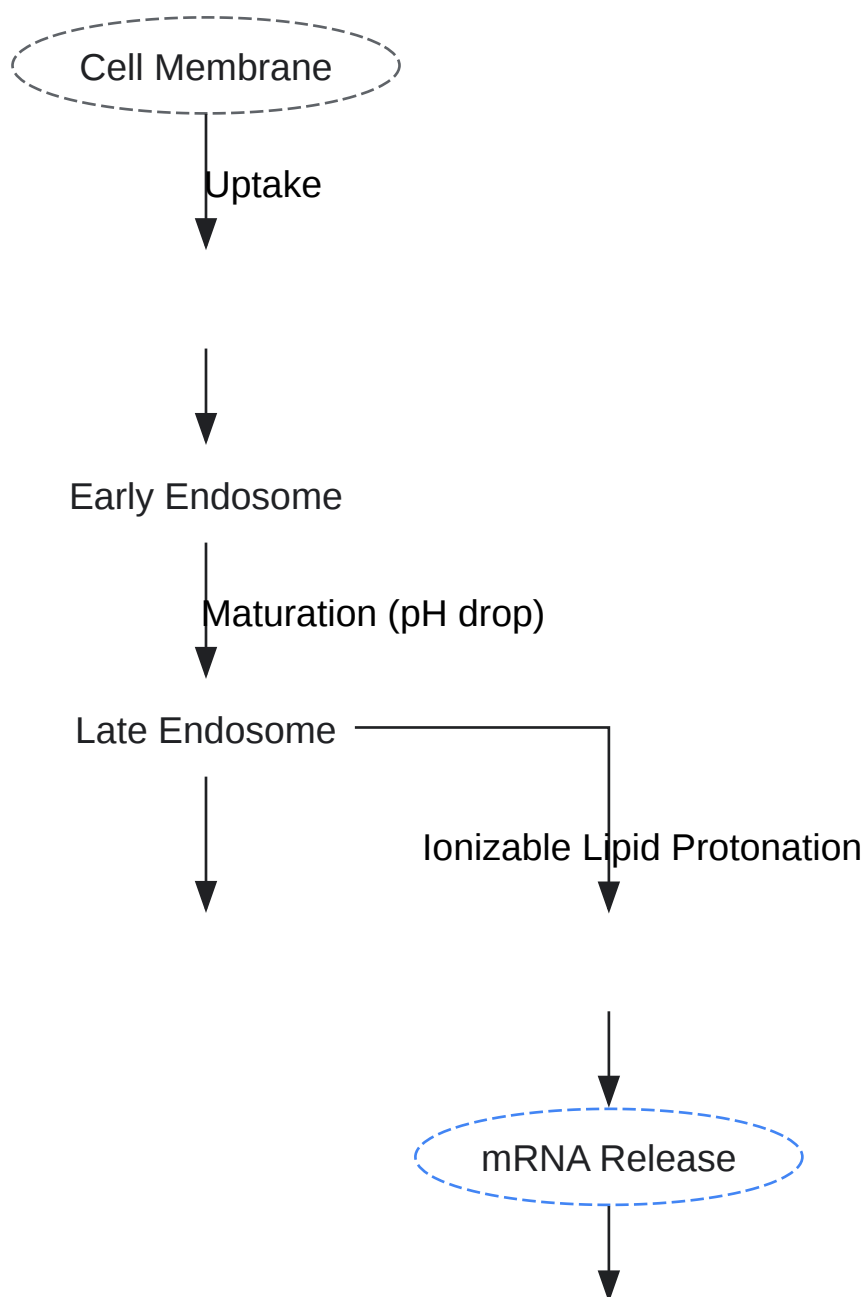 Cell Membrane
Uptake
Early Endosome
Maturation (pH drop)
Late Endosome
Ionizable Lipid Protonation
mRNA Release